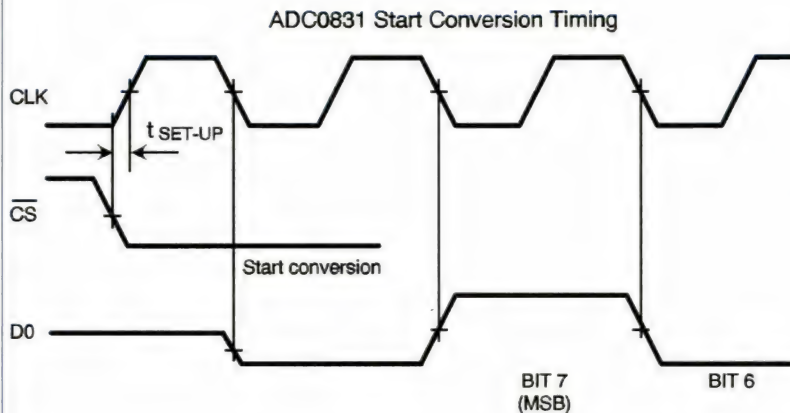 ADC0831 Start Conversion Timing
CLK
t SET-UP
CS
Start conversion
D0
BIT 7
(MSB)
BIT 6